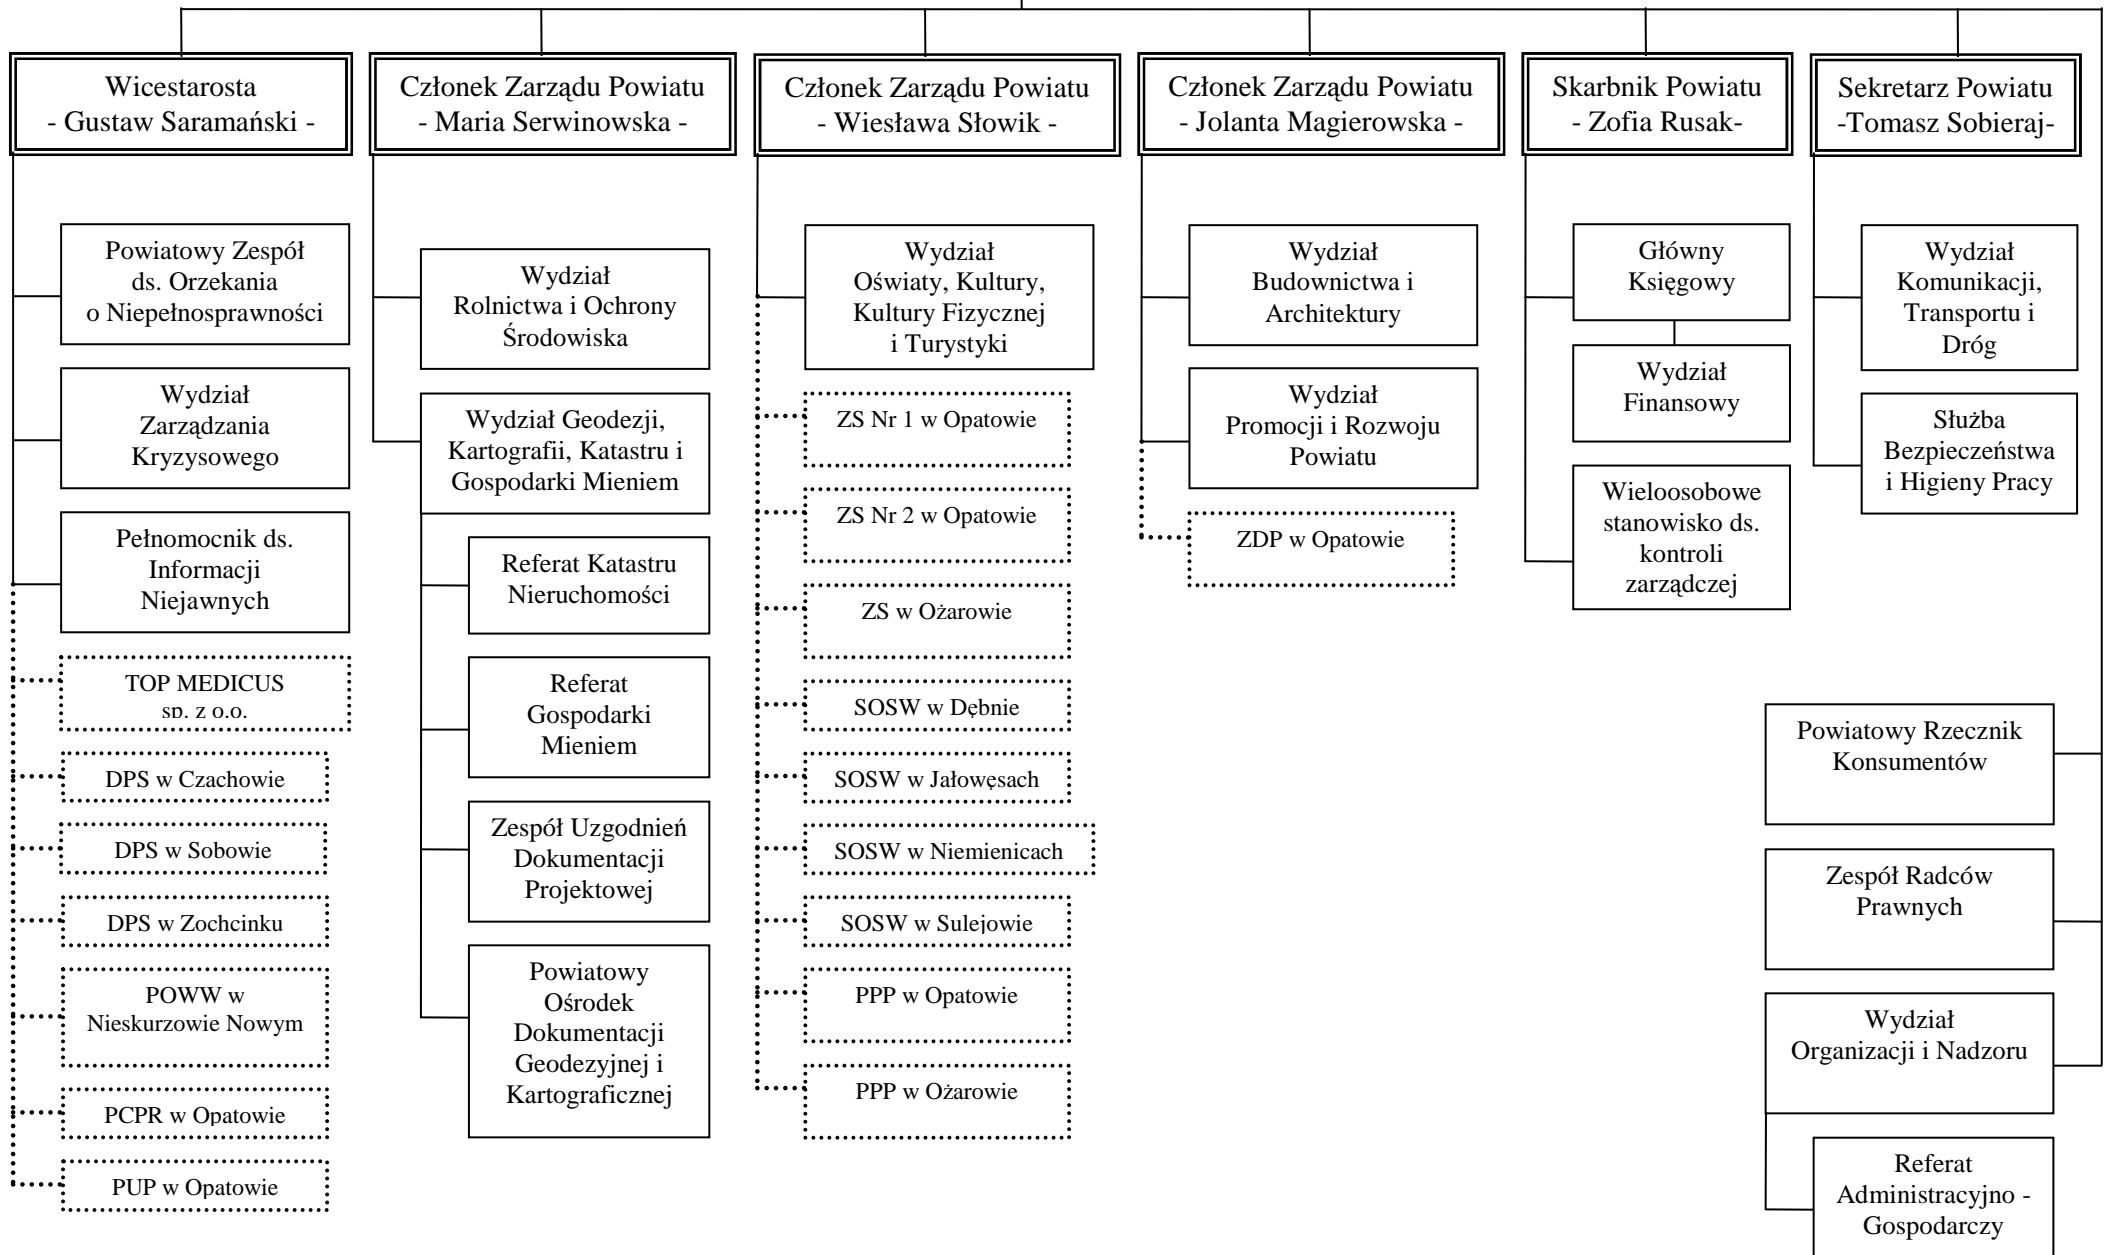 Wicestarosta
- Gustaw Saramański -
Członek Zarządu Powiatu
- Maria Serwinowska -
Członek Zarządu Powiatu
- Wiesława Słowik -
Członek Zarządu Powiatu
- Jolanta Magierowska -
Skarbnik Powiatu
- Zofia Rusak-
Sekretarz Powiatu
-Tomasz Sobieraj-
Powiatowy Zespół
ds. Orzekania
o Niepełnosprawności
Wydział
Zarządzania
Kryzysowego
Pełnomocnik ds.
Informacji
Niejawnych
TOP MEDICUS
sp. z o.o.
DPS w Czachowie
DPS w Sobowie
DPS w Zochcinku
POWW w
Nieskurzowie Nowym
PCPR w Opatowie
PUP w Opatowie
Wydział
Rolnictwa i Ochrony
Środowiska
Wydział Geodezji,
Kartografii, Katastru i
Gospodarki Mieniem
Referat Katastru
Nieruchomości
Referat
Gospodarki
Mieniem
Zespół Uzgodnień
Dokumentacji
Projektowej
Powiatowy
Ośrodek
Dokumentacji
Geodezyjnej i
Kartograficznej
Wydział
Oświaty, Kultury,
Kultury Fizycznej
i Turystyki
ZS Nr 1 w Opatowie
ZS Nr 2 w Opatowie
ZS w Ożarowie
SOSW w Dębnie
SOSW w Jałowęsach
SOSW w Niemienicach
SOSW w Sulejowie
PPP w Opatowie
PPP w Ożarowie
Wydział
Budownictwa i
Architektury
Wydział
Promocji i Rozwoju
Powiatu
ZDP w Opatowie
Główny
Księgowy
Wydział
Finansowy
Wieloosobowe
stanowisko ds.
kontroli
zarządczej
Wydział
Komunikacji,
Transportu i
Dróg
Służba
Bezpieczeństwa
i Higieny Pracy
Powiatowy Rzecznik
Konsumentów
Zespół Radców
Prawnych
Wydział
Organizacji i Nadzoru
Referat
Administracyjno -
Gospodarczy